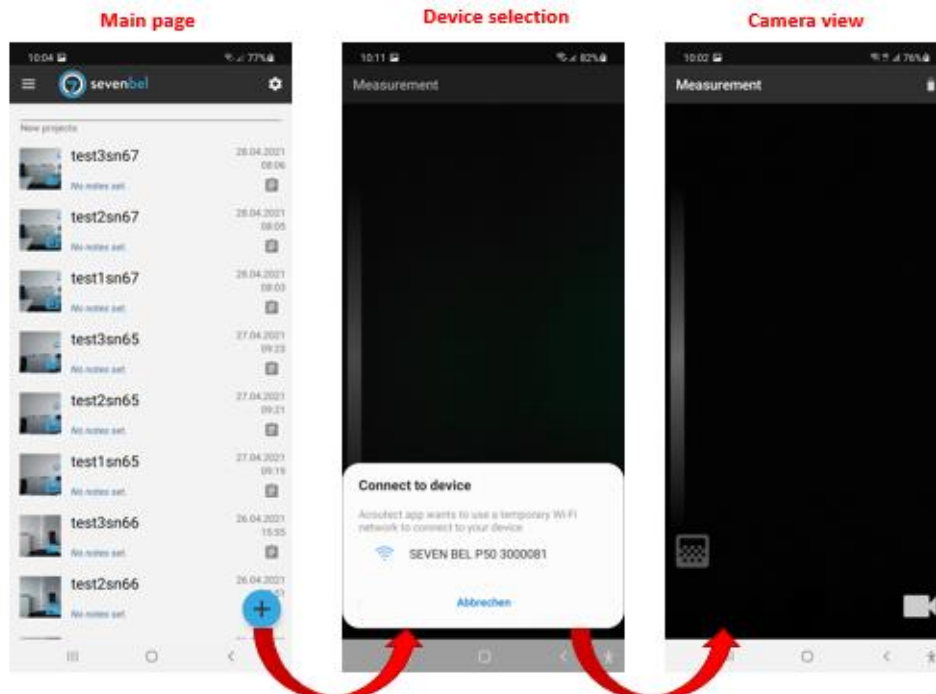 Main page
Device selection
Camera view
10:04
77%
sevenbel
New projects
test3sn67
28.04.2021
08:06
No notes set.
test2sn67
28.04.2021
08:05
No notes set.
test1sn67
28.04.2021
08:03
No notes set.
test3sn65
27.04.2021
09:23
No notes set.
test2sn65
27.04.2021
09:21
No notes set.
test1sn65
27.04.2021
09:19
No notes set.
test3sn66
26.04.2021
15:55
No notes set.
test2sn66
26.04.2021
No notes set.
10:11
82%
Measurement
Connect to device
Acoutect app wants to use a temporary Wi-Fi
network to connect to your device
SEVEN BEL P50 3000081
Abbrechen
10:02
76%
Measurement